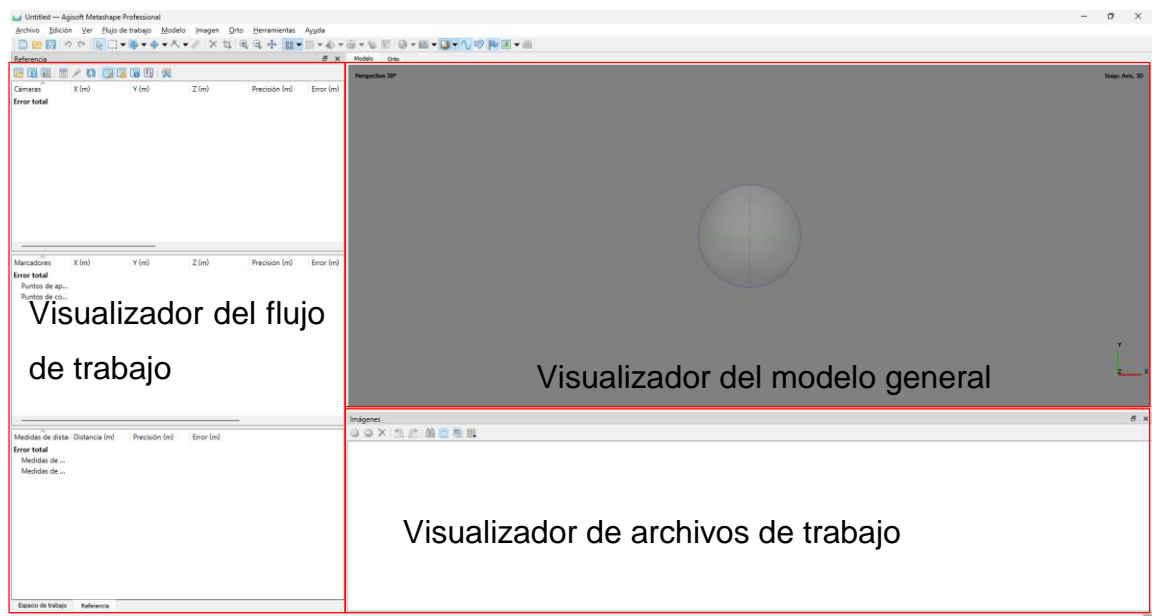 Untitled — Agisoft Metashape Professional
Archivo Edición Ver Flujo de trabajo Modelo Imagen Orto Herramientas Ayuda
Referencia
Modelo Orto
Perspective 30°
Snap: Axis, 3D
Cámaras X (m) Y (m) Z (m) Precisión (m) Error (m)
Error total
Marcadores X (m) Y (m) Z (m) Precisión (m) Error (m)
Error total
Puntos de ap...
Puntos de co...
Visualizador del flujo
de trabajo
Y
Z X
Visualizador del modelo general
Imágenes
Medidas de dista Distancia (m) Precisión (m) Error (m)
Error total
Medidas de ...
Medidas de ...
Visualizador de archivos de trabajo
Espacio de trabajo Referencia